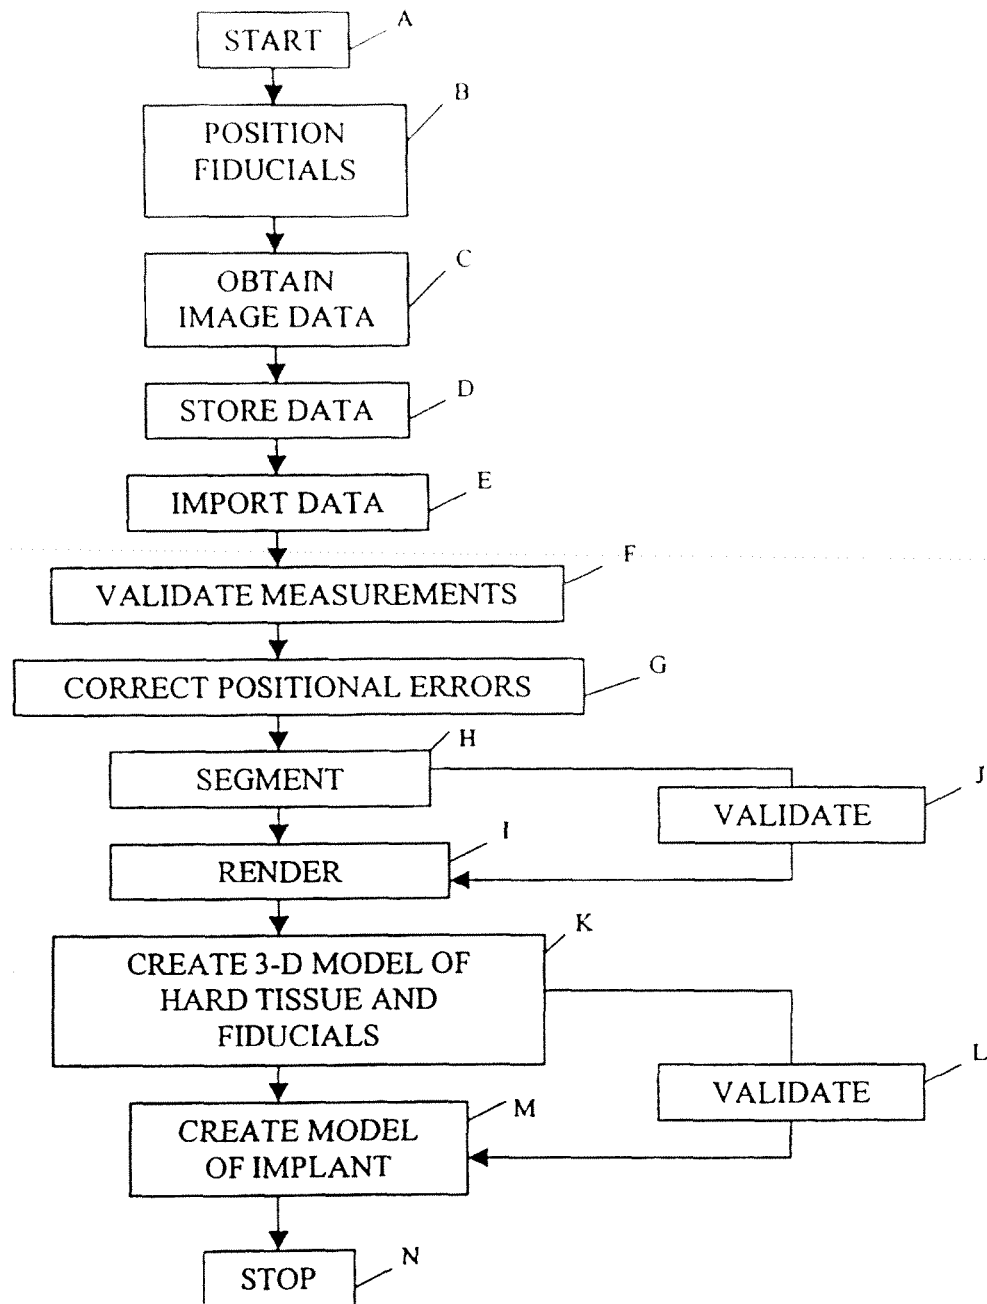 START
A
B
POSITION
FIDUCIALS
C
OBTAIN
IMAGE DATA
D
STORE DATA
E
IMPORT DATA
F
VALIDATE MEASUREMENTS
G
CORRECT POSITIONAL ERRORS
H
SEGMENT
J
VALIDATE
I
RENDER
K
CREATE 3-D MODEL OF
HARD TISSUE AND
FIDUCIALS
L
VALIDATE
M
CREATE MODEL
OF IMPLANT
N
STOP